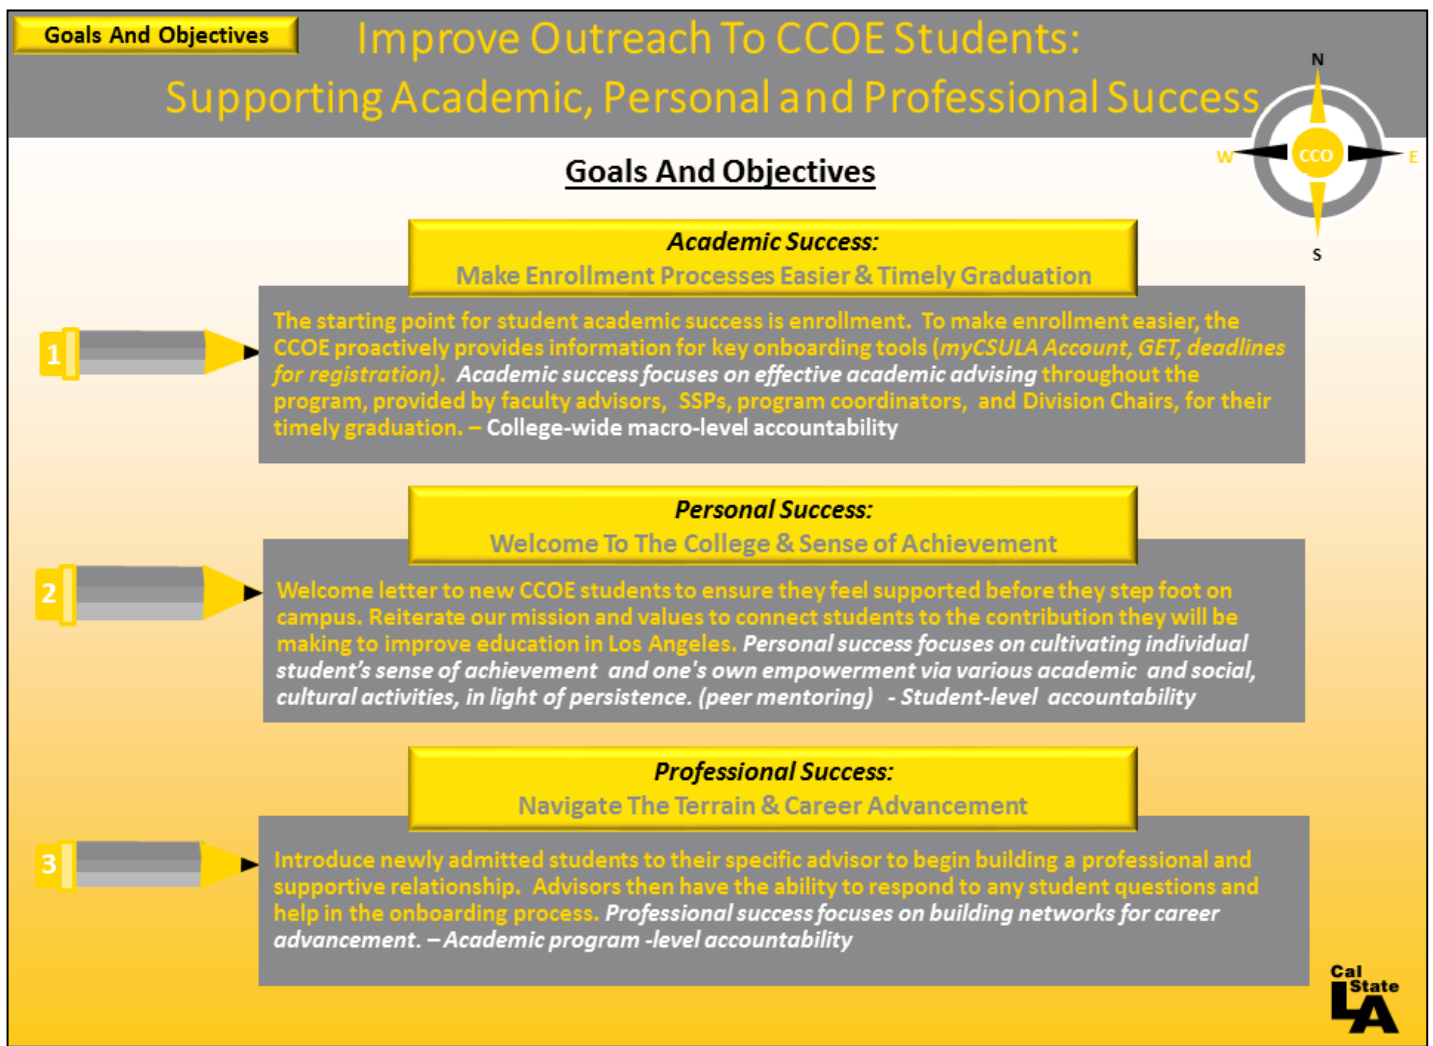 Goals And Objectives
Improve Outreach To CCOE Students:
Supporting Academic, Personal and Professional Success.
N
W
CCO
E
S
Goals And Objectives
Academic Success:
Make Enrollment Processes Easier & Timely Graduation
1
The starting point for student academic success is enrollment. To make enrollment easier, the
CCOE proactively provides information for key onboarding tools (myCSULA Account, GET, deadlines
for registration). Academic success focuses on effective academic advising throughout the
program, provided by faculty advisors, SSPs, program coordinators, and Division Chairs, for their
timely graduation. – College-wide macro-level accountability
Personal Success:
Welcome To The College & Sense of Achievement
2
Welcome letter to new CCOE students to ensure they feel supported before they step foot on
campus. Reiterate our mission and values to connect students to the contribution they will be
making to improve education in Los Angeles. Personal success focuses on cultivating individual
student’s sense of achievement and one's own empowerment via various academic and social,
cultural activities, in light of persistence. (peer mentoring) - Student-level accountability
Professional Success:
Navigate The Terrain & Career Advancement
3
Introduce newly admitted students to their specific advisor to begin building a professional and
supportive relationship. Advisors then have the ability to respond to any student questions and
help in the onboarding process. Professional success focuses on building networks for career
advancement. – Academic program -level accountability
Cal
State
LA